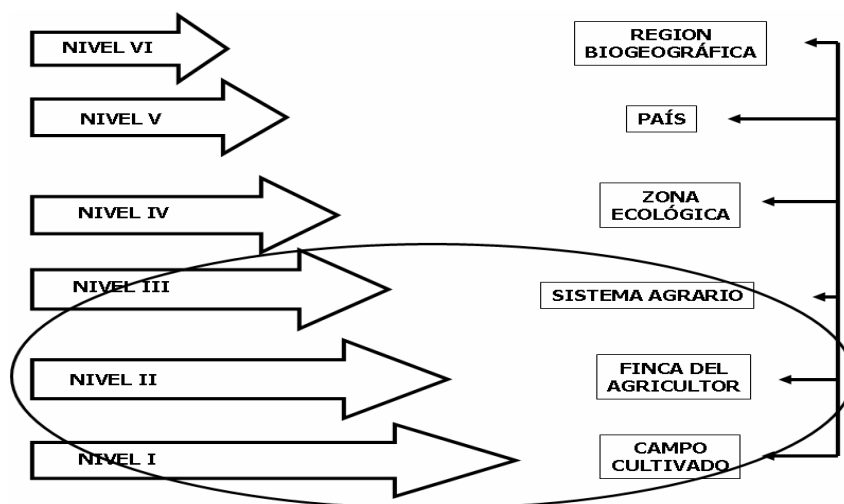 NIVEL VI
REGION
BIOGEOGRÁFICA
NIVEL V
PAÍS
NIVEL IV
ZONA
ECOLÓGICA
NIVEL III
SISTEMA AGRARIO
NIVEL II
FINCA DEL
AGRICULTOR
NIVEL I
CAMPO
CULTIVADO